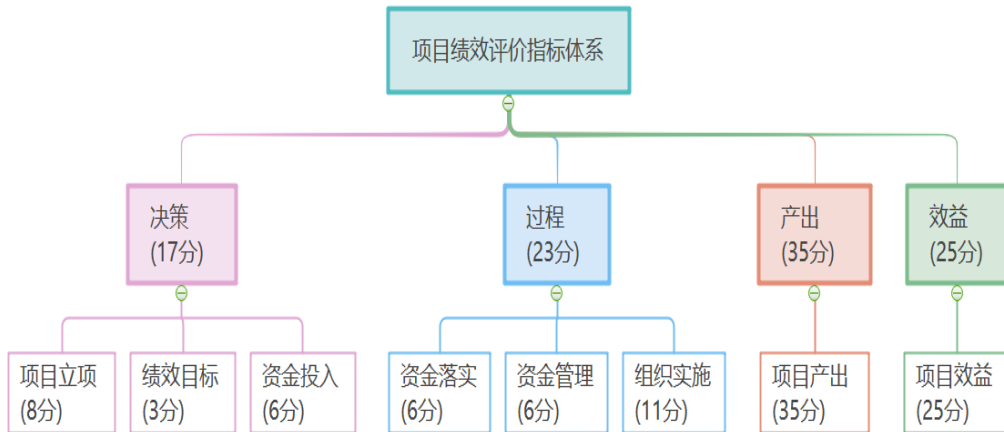 项目绩效评价指标体系
决策
(17分)
过程
(23分)
产出
(35分)
效益
(25分)
项目立项
(8分)
绩效目标
(3分)
资金投入
(6分)
资金落实
(6分)
资金管理
(6分)
组织实施
(11分)
项目产出
(35分)
项目效益
(25分)